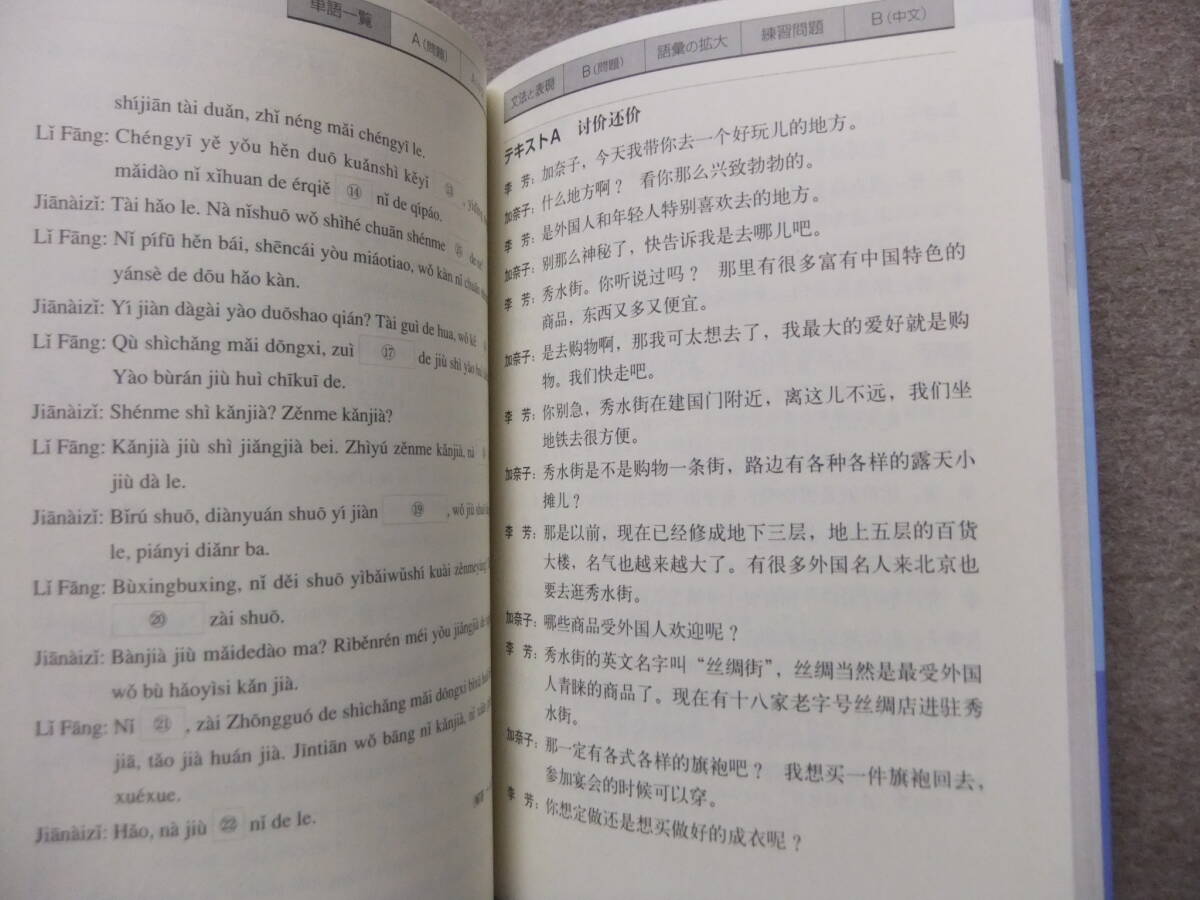 単語一覧
A(問題)
shíjiān tài duǎn, zhǐ néng mǎi chéngyī le.
Lǐ Fāng: Chéngyī yě yǒu hěn duō kuǎnshì kěyǐ ⑬ ,
mǎidào nǐ xǐhuan de érqiě ⑭ nǐ de qípáo.
Jiānàizǐ: Tài hǎo le. Nà nǐshuō wǒ shìhé chuān shénme
Lǐ Fāng: Nǐ pífū hěn bái, shēncái yòu miáotiao, wǒ kàn nǐ chuān
yánsè de dōu hǎo kàn.
Jiānàizǐ: Yí jiàn dàgài yào duōshao qián? Tài guì de hua, wǒ kě
Lǐ Fāng: Qù shìchǎng mǎi dōngxi, zuì ⑰ de jiù shì yào huì
Yào bùrán jiù huì chīkuī de.
Jiānàizǐ: Shénme shì kǎnjià? Zěnme kǎnjià?
Lǐ Fāng: Kǎnjià jiù shì jiǎngjià bei. Zhìyú zěnme kǎnjià, nà
jiù dà le.
Jiānàizǐ: Bǐrú shuō, diànyuán shuō yí jiàn ⑲ , wǒ jiù shuō
le, piányi diǎnr ba.
Lǐ Fāng: Bùxingbuxing, nǐ děi shuō yìbǎiwǔshí kuài zěnmeyàng
⑳ zài shuō.
Jiānàizǐ: Bànjià jiù mǎidedào ma? Rìběnrén méi yǒu jiǎngjià de
wǒ bù hǎoyìsi kǎn jià.
Lǐ Fāng: Nǐ ㉑ , zài Zhōngguó de shìchǎng mǎi dōngxi bìxū
jiā, tǎo jià huán jià. Jīntiān wǒ bāng nǐ kǎnjià, nǐ
xuéxue.
Jiānàizǐ: Hǎo, nà jiù ㉒ nǐ de le.
文法と表現
B(問題)
語彙の拡大
練習問題
B(中文)
テキストA 讨价还价
李 芳：加奈子，今天我带你去一个好玩儿的地方。
加奈子：什么地方啊？ 看你那么兴致勃勃的。
李 芳：是外国人和年轻人特别喜欢去的地方。
加奈子：别那么神秘了，快告诉我是去哪儿吧。
李 芳：秀水街。你听说过吗？ 那里有很多富有中国特色的
商品，东西又多又便宜。
加奈子：是去购物啊，那我可太想去了，我最大的爱好就是购
物。我们快走吧。
李 芳：你别急，秀水街在建国门附近，离这儿不远，我们坐
地铁去很方便。
加奈子：秀水街是不是购物一条街，路边有各种各样的露天小
摊儿？
李 芳：那是以前，现在已经修成地下三层，地上五层的百货
大楼，名气也越来越大了。有很多外国名人来北京也
要去逛秀水街。
加奈子：哪些商品受外国人欢迎呢？
李 芳：秀水街的英文名字叫“丝绸街”，丝绸当然是最受外国
人青睐的商品了。现在有十八家老字号丝绸店进驻秀
水街。
加奈子：那一定有各式各样的旗袍吧？ 我想买一件旗袍回去，
参加宴会的时候可以穿。
李 芳：你想定做还是想买做好的成衣呢？